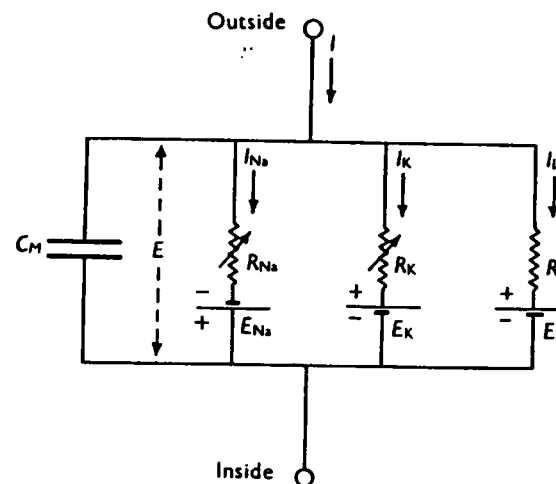 Outside
I
I_Na I_K I_L
C_M E R_Na R_K R
− + +
+ E_Na − E_K − E
Inside